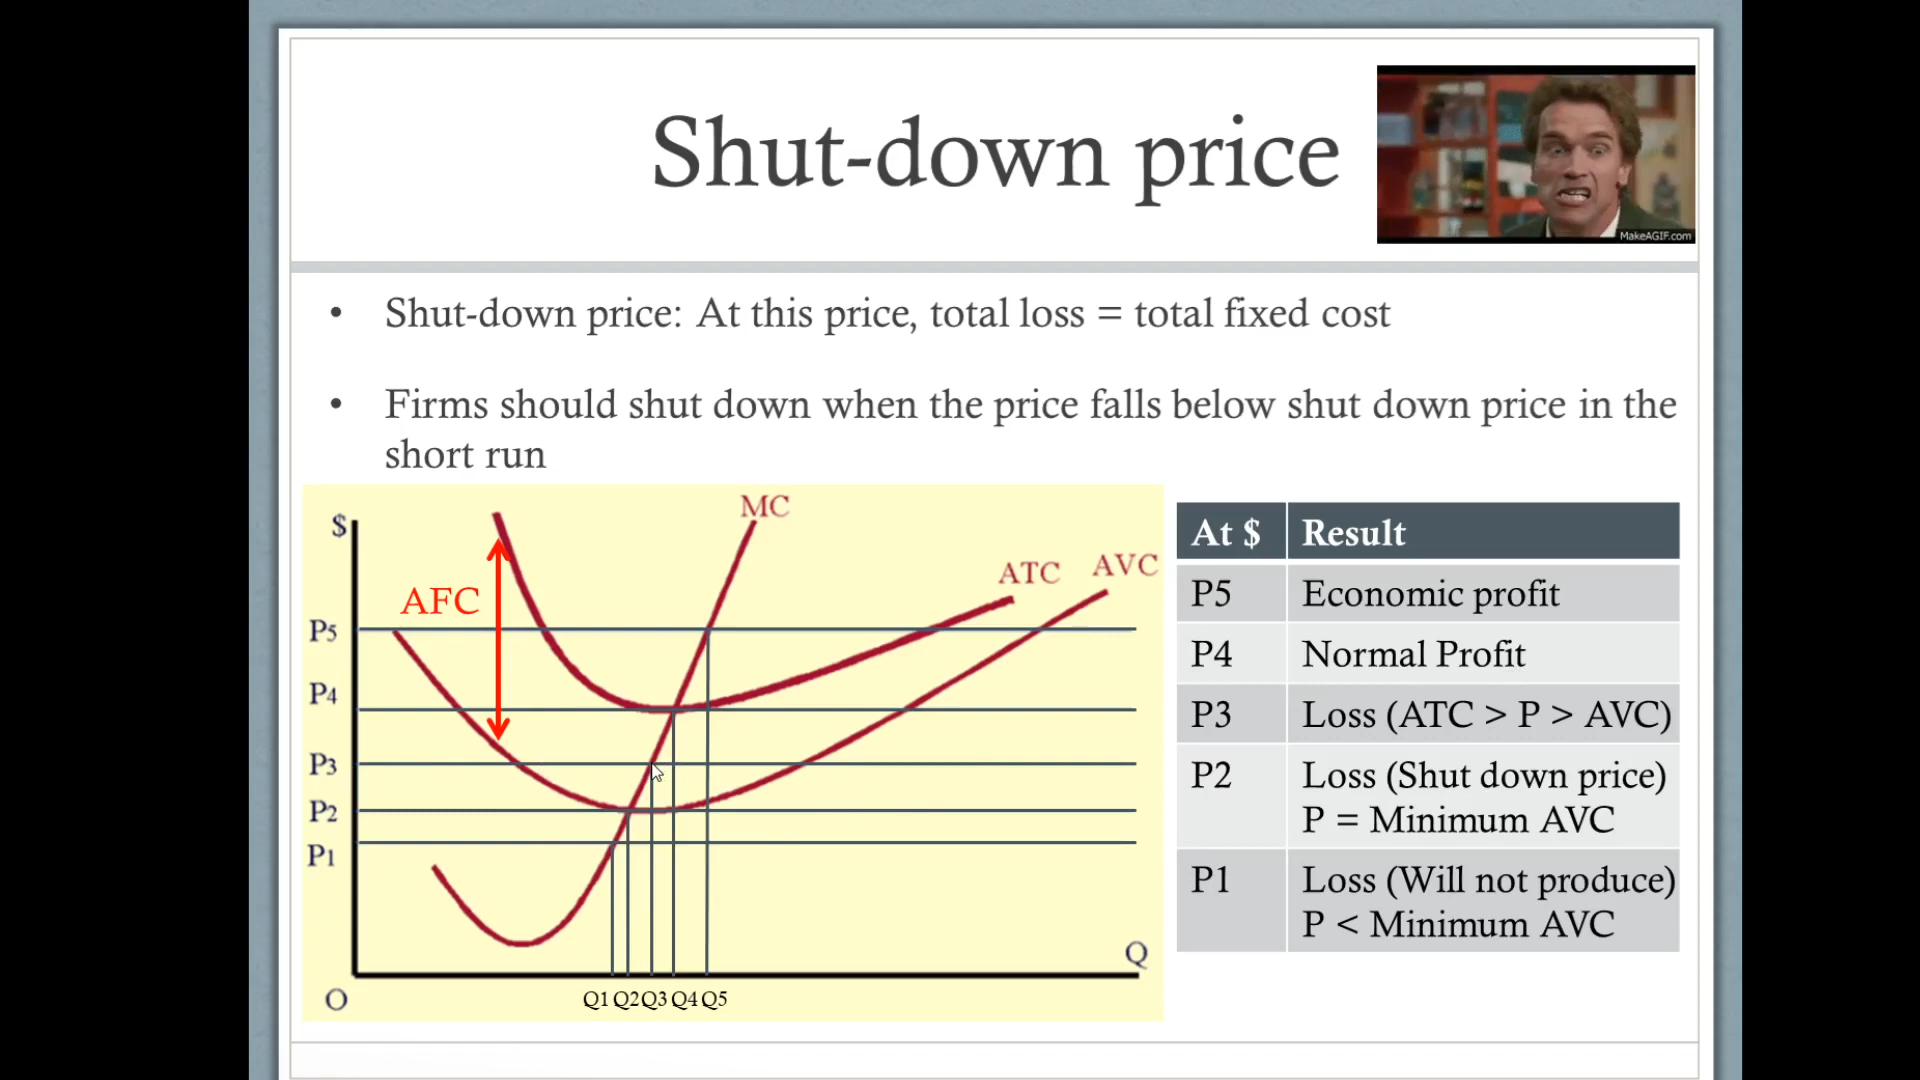 Shut-down price
MakeAGIF.com
• Shut-down price: At this price, total loss = total fixed cost
• Firms should shut down when the price falls below shut down price in the
short run
$
MC
ATC
AVC
AFC
P5
P4
P3
P2
P1
Q
O
Q1 Q2 Q3 Q4 Q5
At $ Result
P5 Economic profit
P4 Normal Profit
P3 Loss (ATC > P > AVC)
P2 Loss (Shut down price)
P = Minimum AVC
P1 Loss (Will not produce)
P < Minimum AVC